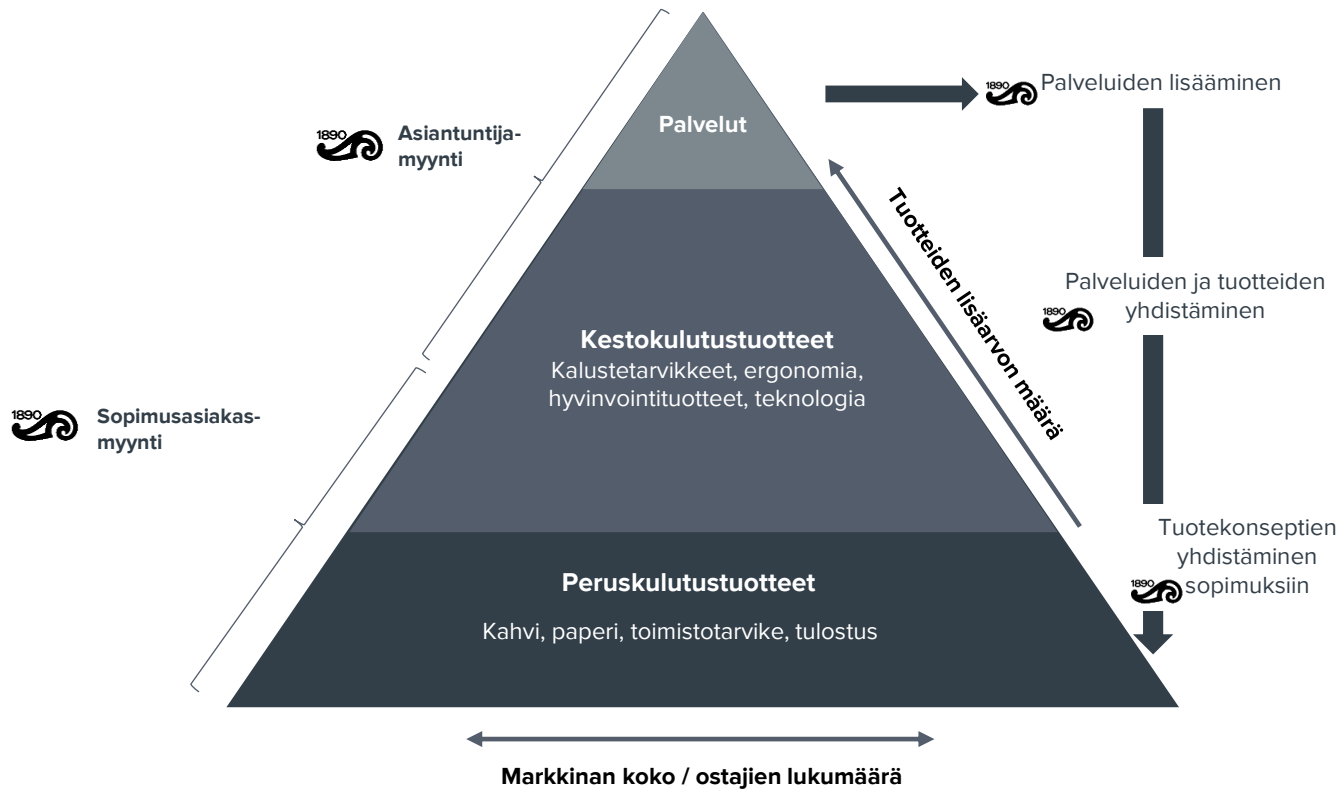 1890
Palveluiden lisääminen
Palvelut
1890
Asiantuntija-
myynti
Tuotteiden lisäarvon määrä
Palveluiden ja tuotteiden
1890
yhdistäminen
Kestokulutustuotteet
Kalustetarvikkeet, ergonomia,
hyvinvointituotteet, teknologia
1890
Sopimusasiakas-
myynti
Tuotekonseptien
yhdistäminen
1890
sopimuksiin
Peruskulutustuotteet
Kahvi, paperi, toimistotarvike, tulostus
Markkinan koko / ostajien lukumäärä